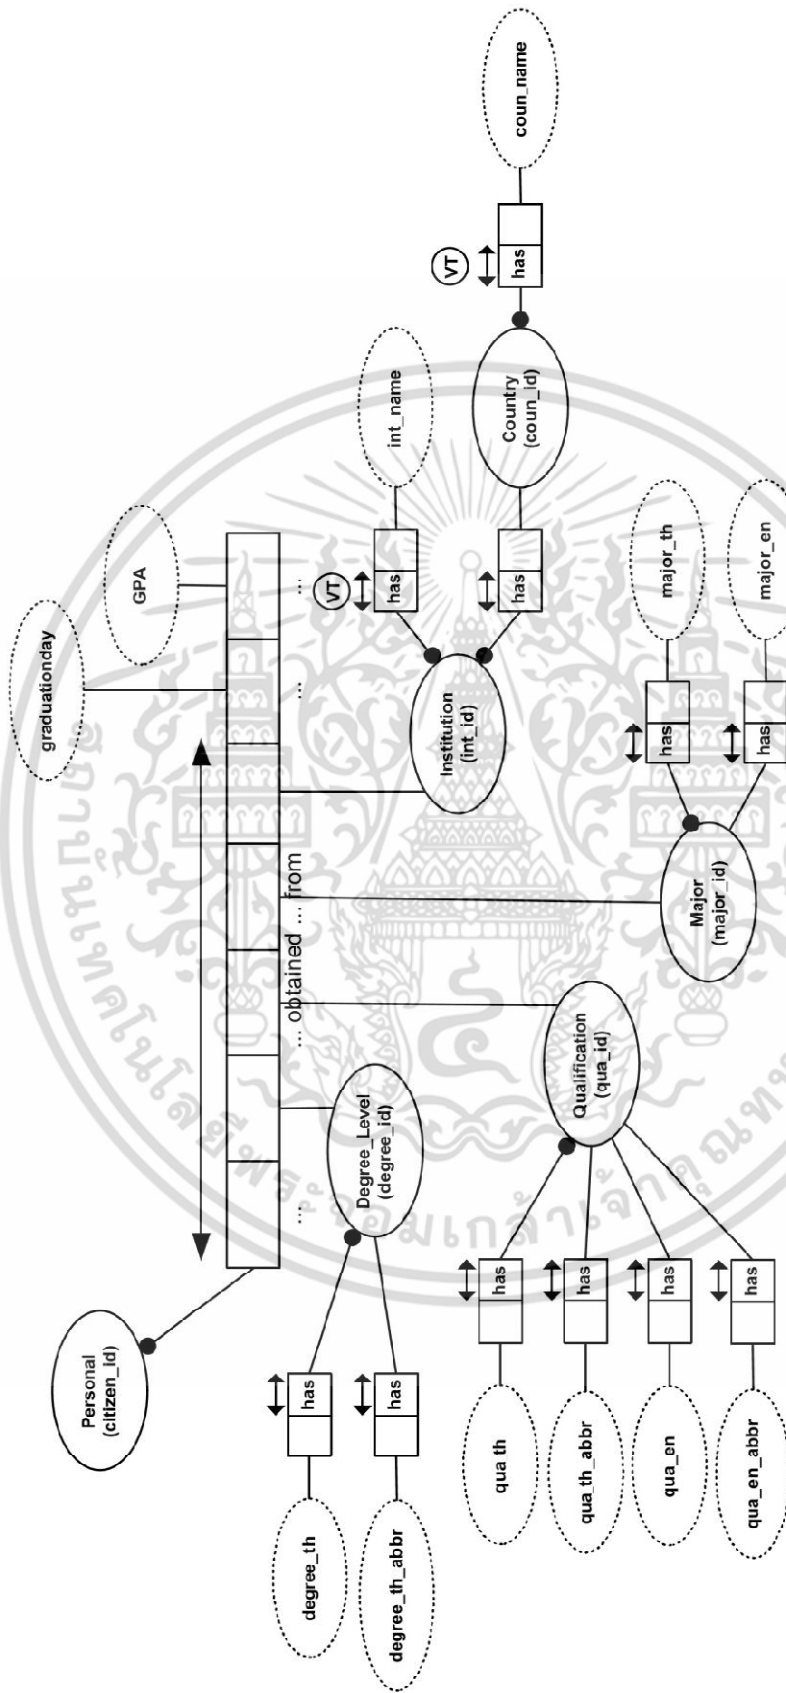 graduationday
GPA
Personal
(citizen_id)
... ... obtained ... from ... ...
degree_th
has
degree_th_abbr
has
Degree_Level
(degree_id)
qua th
has
qua_th_abbr
has
qua_en
has
qua_en_abbr
has
Qualification
(qua_id)
Major
(major_id)
has
major_th
has
major_en
Institution
(int_id)
VT
has
int_name
has
Country
(coun_id)
VT
has
coun_name